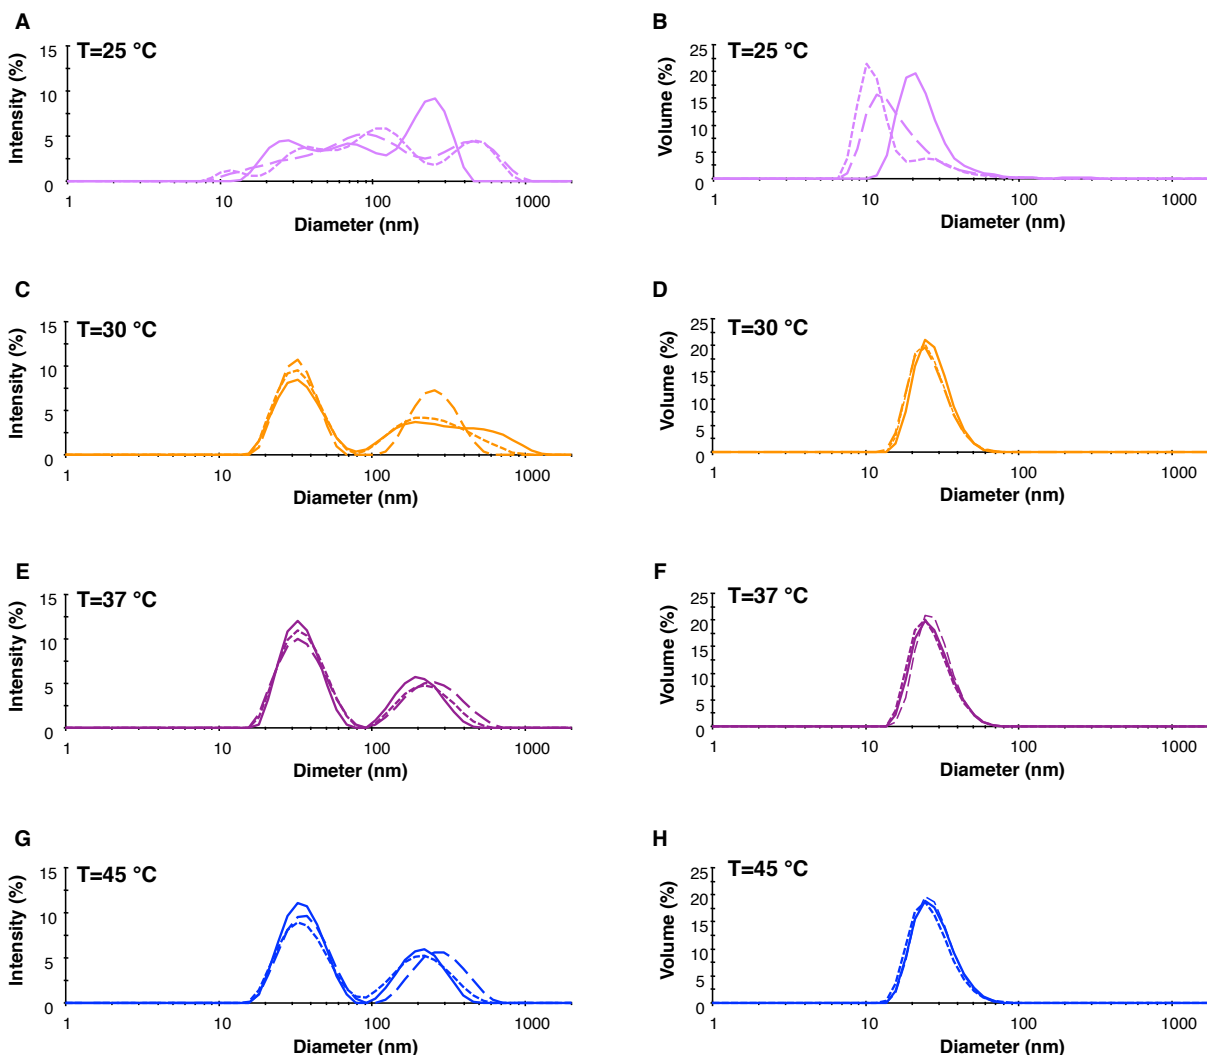 A
T=25 °C
Intensity (%)
15
10
5
0
1
10
100
1000
Diameter (nm)
B
T=25 °C
Volume (%)
25
20
15
10
5
0
1
10
100
1000
Diameter (nm)
C
T=30 °C
Intensity (%)
15
10
5
0
1
10
100
1000
Diameter (nm)
D
T=30 °C
Volume (%)
25
20
15
10
5
0
1
10
100
1000
Diameter (nm)
E
T=37 °C
Intensity (%)
15
10
5
0
1
10
100
1000
Dimeter (nm)
F
T=37 °C
Volume (%)
25
20
15
10
5
0
1
10
100
1000
Diameter (nm)
G
T=45 °C
Intensity (%)
15
10
5
0
1
10
100
1000
Diameter (nm)
H
T=45 °C
Volume (%)
25
20
15
10
5
0
1
10
100
1000
Diameter (nm)